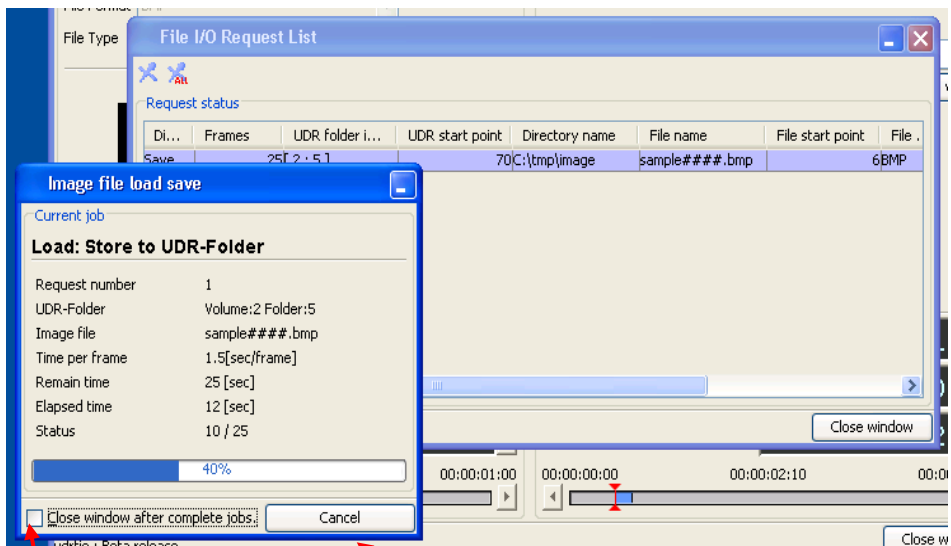 File Format BMP
File Type
File I/O Request List
Request status
Di... Frames UDR folder i... UDR start point Directory name File name File start point File .
Save 25[ 2 : 5 ] 70 C:\tmp\image sample####.bmp 6 BMP
Image file load save
Current job
Load: Store to UDR-Folder
Request number 1
UDR-Folder Volume:2 Folder:5
Image file sample####.bmp
Time per frame 1.5[sec/frame]
Remain time 25 [sec]
Elapsed time 12 [sec]
Status 10 / 25
40%
Close window after complete jobs.
Cancel
Close window
00:00:01:00 00:00:00:00 00:00:02:10
Close w